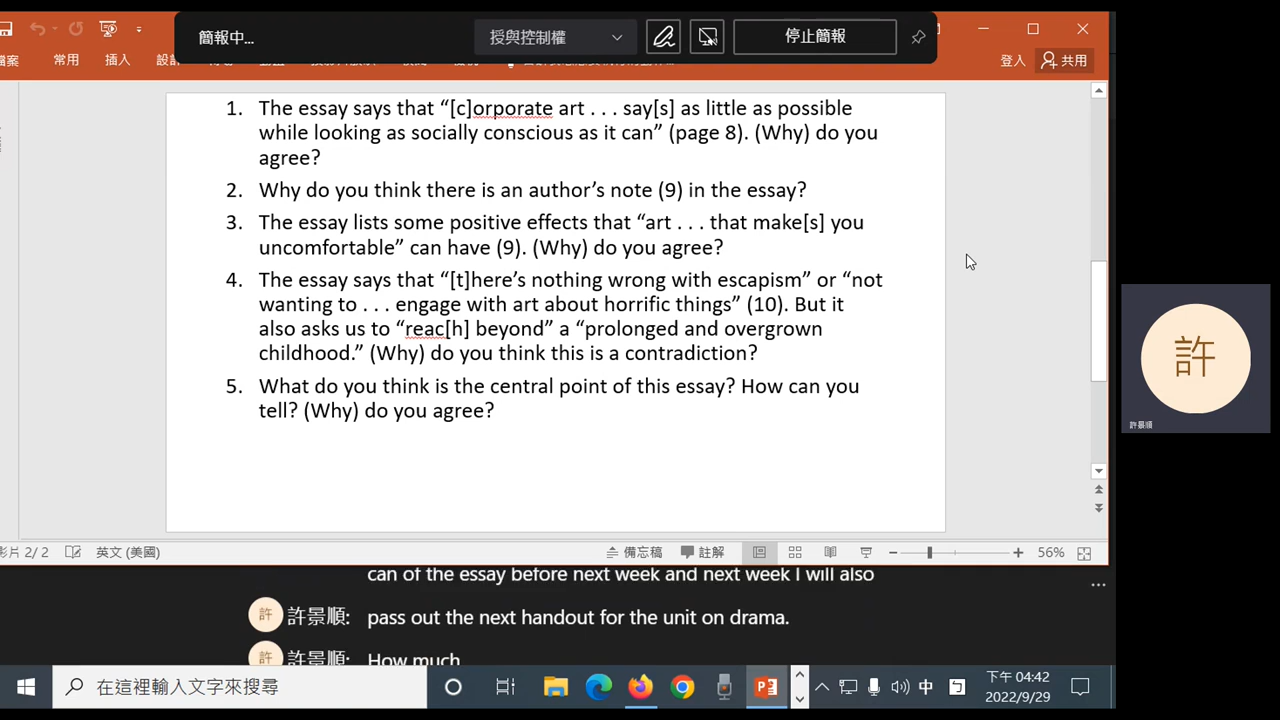 簡報中...
授與控制權
停止簡報
檔案
常用
插入
登入
共用
1. The essay says that “[c]orporate art . . . say[s] as little as possible
while looking as socially conscious as it can” (page 8). (Why) do you
agree?
2. Why do you think there is an author’s note (9) in the essay?
3. The essay lists some positive effects that “art . . . that make[s] you
uncomfortable” can have (9). (Why) do you agree?
4. The essay says that “[t]here’s nothing wrong with escapism” or “not
wanting to . . . engage with art about horrific things” (10). But it
also asks us to “reac[h] beyond” a “prolonged and overgrown
childhood.” (Why) do you think this is a contradiction?
5. What do you think is the central point of this essay? How can you
tell? (Why) do you agree?
許
許景順
影片 2/ 2
英文 (美國)
備忘稿
註解
56%
can of the essay before next week and next week I will also
許
許景順:
pass out the next handout for the unit on drama.
許
許景順:
How much
在這裡輸入文字來搜尋
中
下午 04:42
2022/9/29